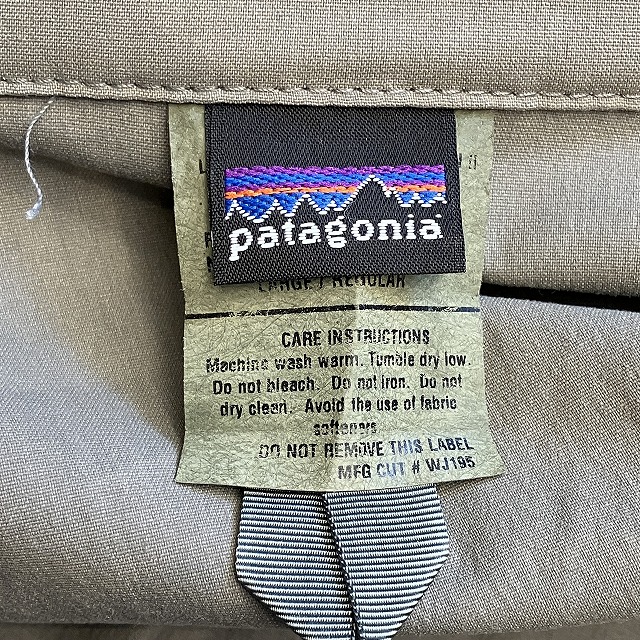 patagonia
LARGE / REGULAR
CARE INSTRUCTIONS
Machine wash warm. Tumble dry low.
Do not bleach. Do not iron. Do not
dry clean. Avoid the use of fabric
softeners
DO NOT REMOVE THIS LABEL
MFG CUT # WJ195